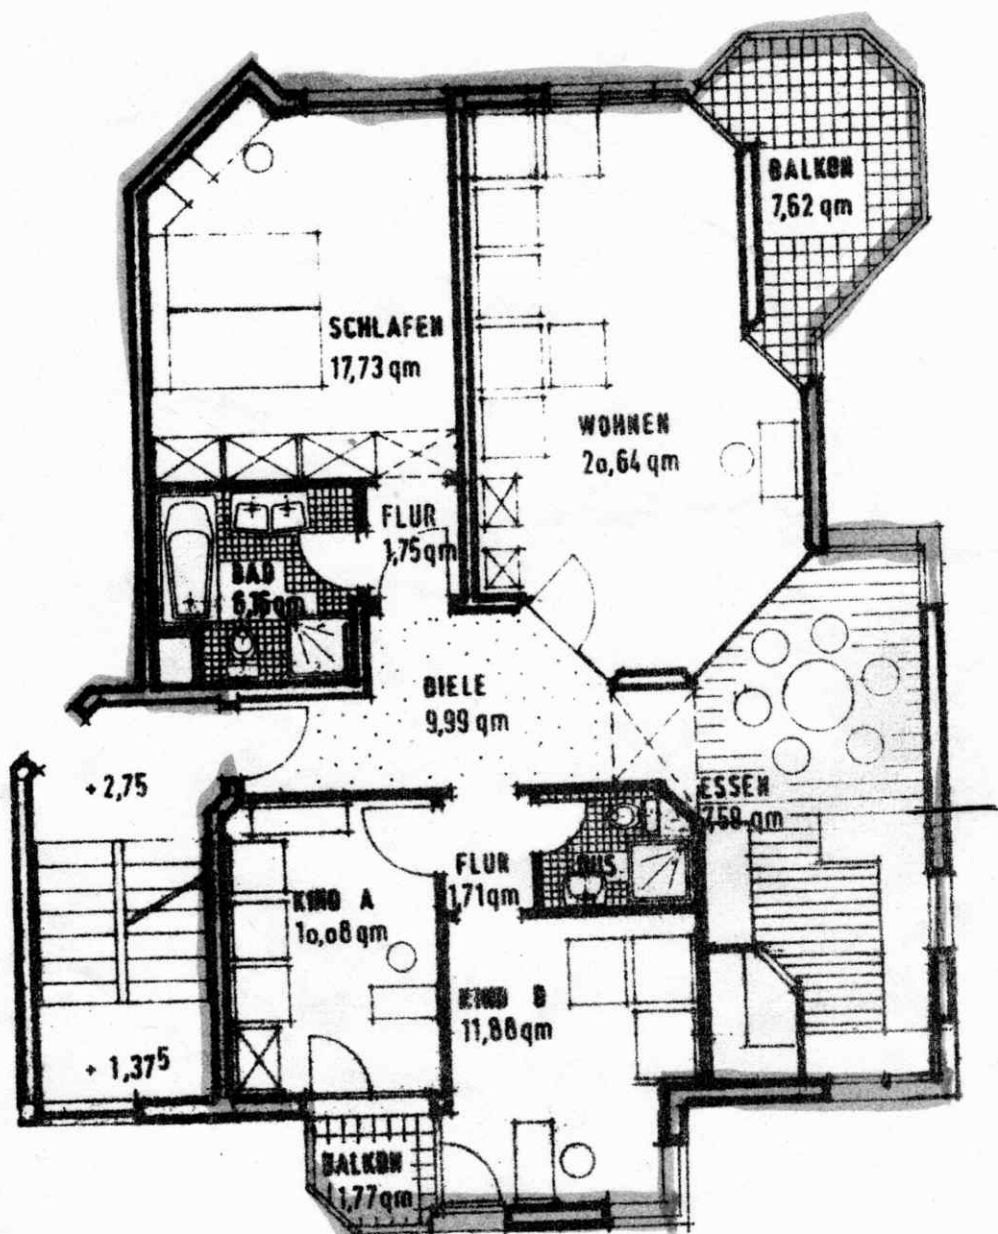 BALKON
7,62 qm
SCHLAFEN
17,73 qm
WOHNEN
2o,64 qm
FLUR
1,75 qm
BAD
DIELE
9,99 qm
+ 2,75
ESSEN
FLUR
1,71 qm
KIND A
1o,o8 qm
KIND B
11,88 qm
+ 1,375
BALKON
1,77 qm